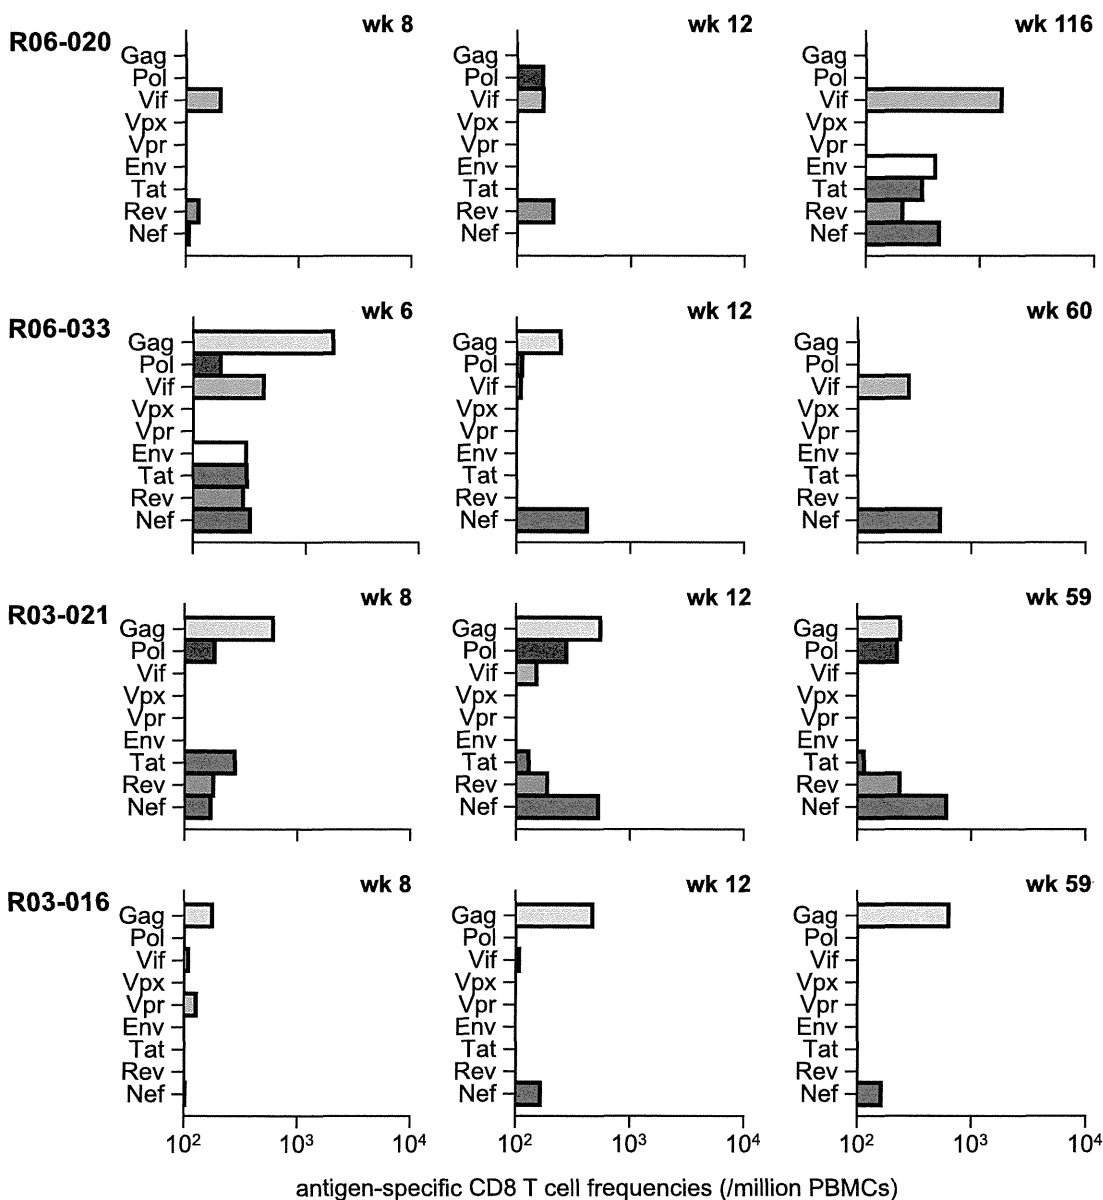 R06-020
wk 8
Gag
Pol
Vif
Vpx
Vpr
Env
Tat
Rev
Nef
wk 12
Gag
Pol
Vif
Vpx
Vpr
Env
Tat
Rev
Nef
wk 116
Gag
Pol
Vif
Vpx
Vpr
Env
Tat
Rev
Nef
R06-033
wk 6
Gag
Pol
Vif
Vpx
Vpr
Env
Tat
Rev
Nef
wk 12
Gag
Pol
Vif
Vpx
Vpr
Env
Tat
Rev
Nef
wk 60
Gag
Pol
Vif
Vpx
Vpr
Env
Tat
Rev
Nef
R03-021
wk 8
Gag
Pol
Vif
Vpx
Vpr
Env
Tat
Rev
Nef
wk 12
Gag
Pol
Vif
Vpx
Vpr
Env
Tat
Rev
Nef
wk 59
Gag
Pol
Vif
Vpx
Vpr
Env
Tat
Rev
Nef
R03-016
wk 8
Gag
Pol
Vif
Vpx
Vpr
Env
Tat
Rev
Nef
wk 12
Gag
Pol
Vif
Vpx
Vpr
Env
Tat
Rev
Nef
wk 59
Gag
Pol
Vif
Vpx
Vpr
Env
Tat
Rev
Nef
10² 10³ 10⁴ 10² 10³ 10⁴ 10² 10³ 10⁴
antigen-specific CD8 T cell frequencies (/million PBMCs)